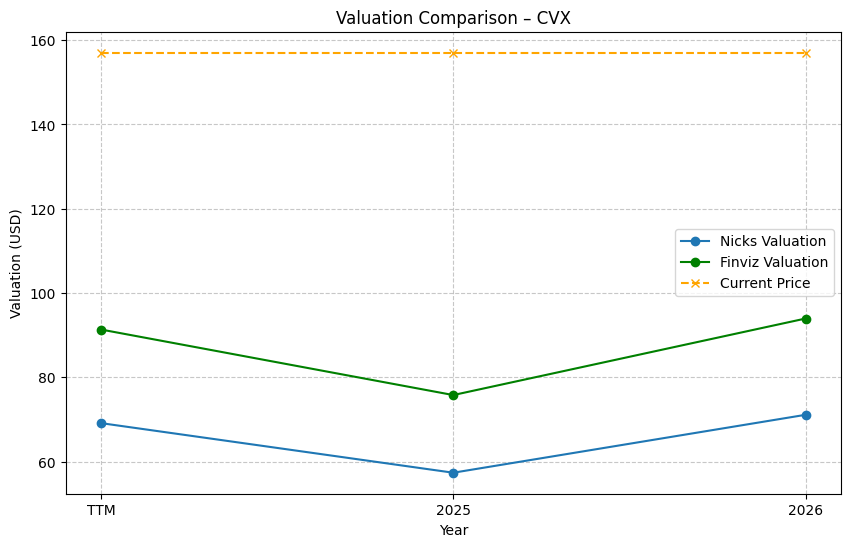 Valuation Comparison – CVX
Valuation (USD)
160
140
120
100
80
60
Nicks Valuation
Finviz Valuation
Current Price
TTM
2025
2026
Year